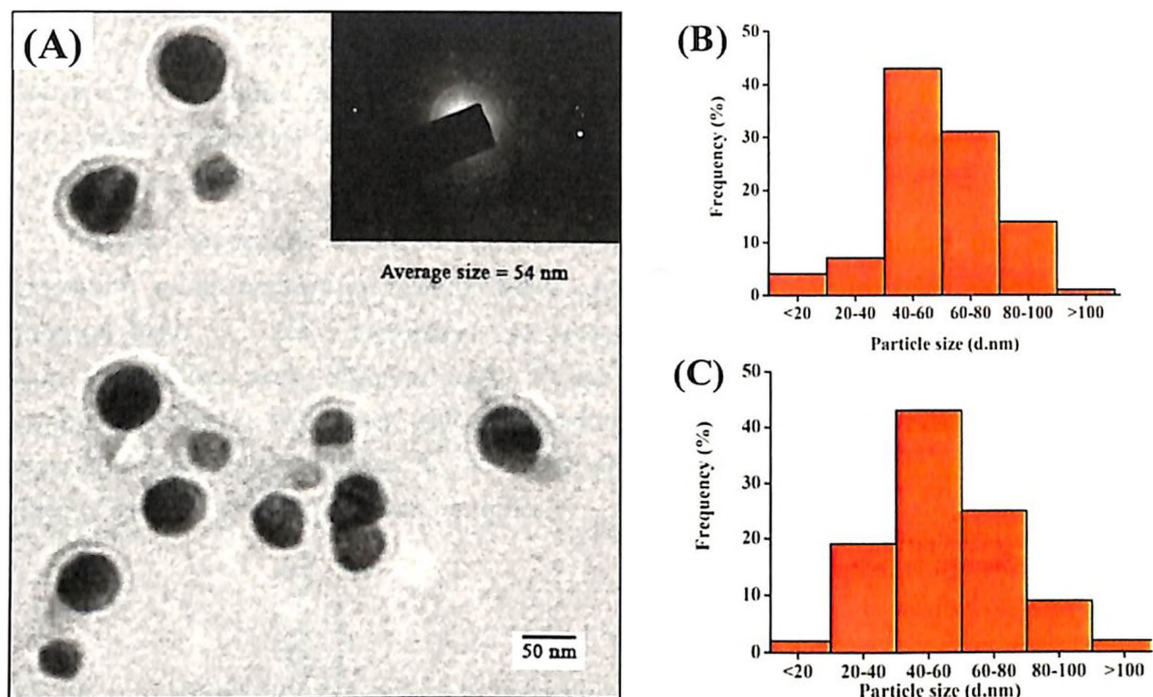 (A)
Average size = 54 nm
50 nm
(B)
50
40
30
20
10
0
Frequency (%)
<20 20-40 40-60 60-80 80-100 >100
Particle size (d.nm)
(C)
50
40
30
20
10
0
Frequency (%)
<20 20-40 40-60 60-80 80-100 >100
Particle size (d.nm)